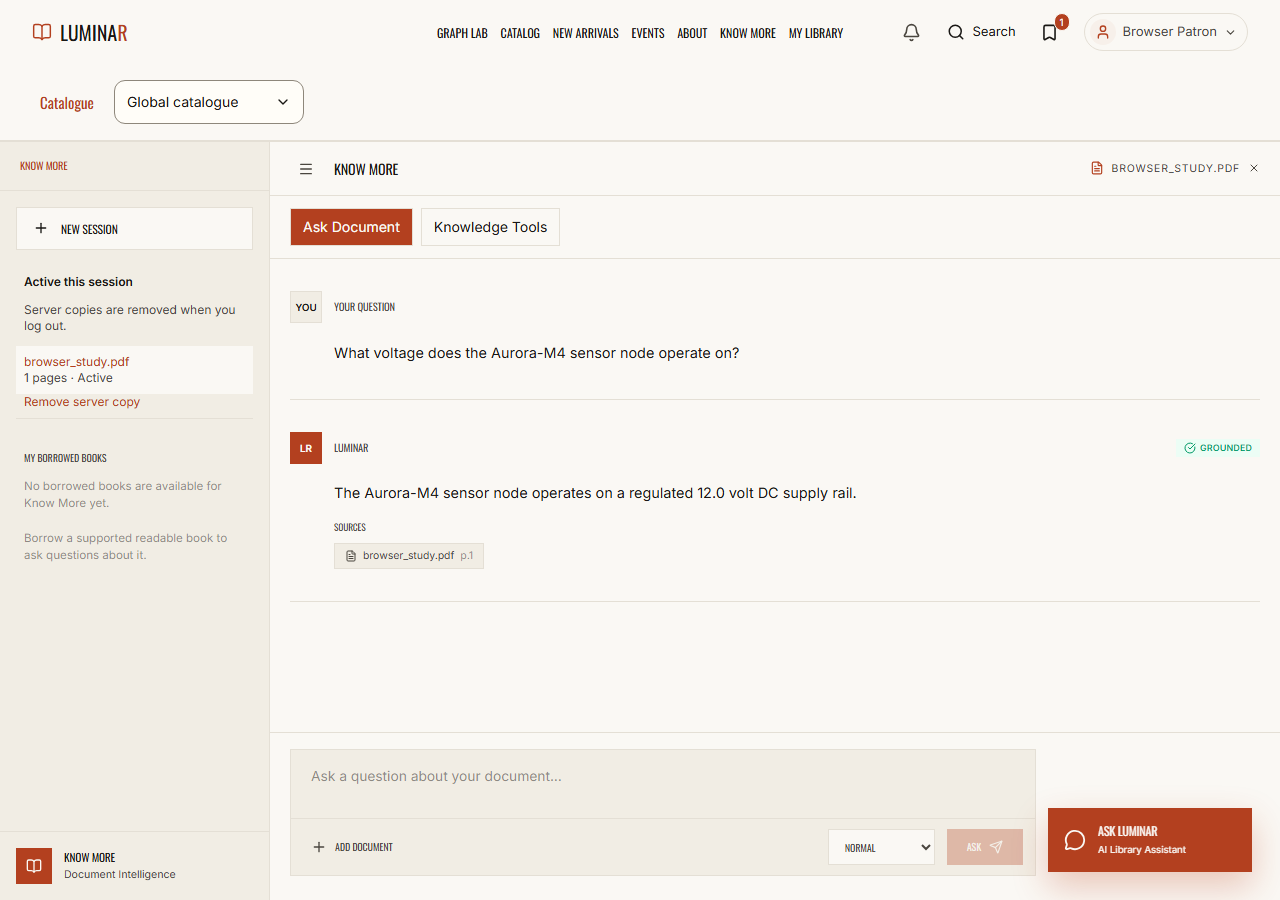 LUMINAR
GRAPH LAB CATALOG NEW ARRIVALS EVENTS ABOUT KNOW MORE MY LIBRARY
Search
1
Browser Patron
Catalogue
Global catalogue
KNOW MORE
NEW SESSION
Active this session
Server copies are removed when you
log out.
browser_study.pdf
1 pages · Active
Remove server copy
MY BORROWED BOOKS
No borrowed books are available for
Know More yet.
Borrow a supported readable book to
ask questions about it.
KNOW MORE
Document Intelligence
KNOW MORE
BROWSER_STUDY.PDF
Ask Document
Knowledge Tools
YOU
YOUR QUESTION
What voltage does the Aurora-M4 sensor node operate on?
LR
LUMINAR
GROUNDED
The Aurora-M4 sensor node operates on a regulated 12.0 volt DC supply rail.
SOURCES
browser_study.pdf p.1
Ask a question about your document...
ADD DOCUMENT
NORMAL
ASK
ASK LUMINAR
AI Library Assistant